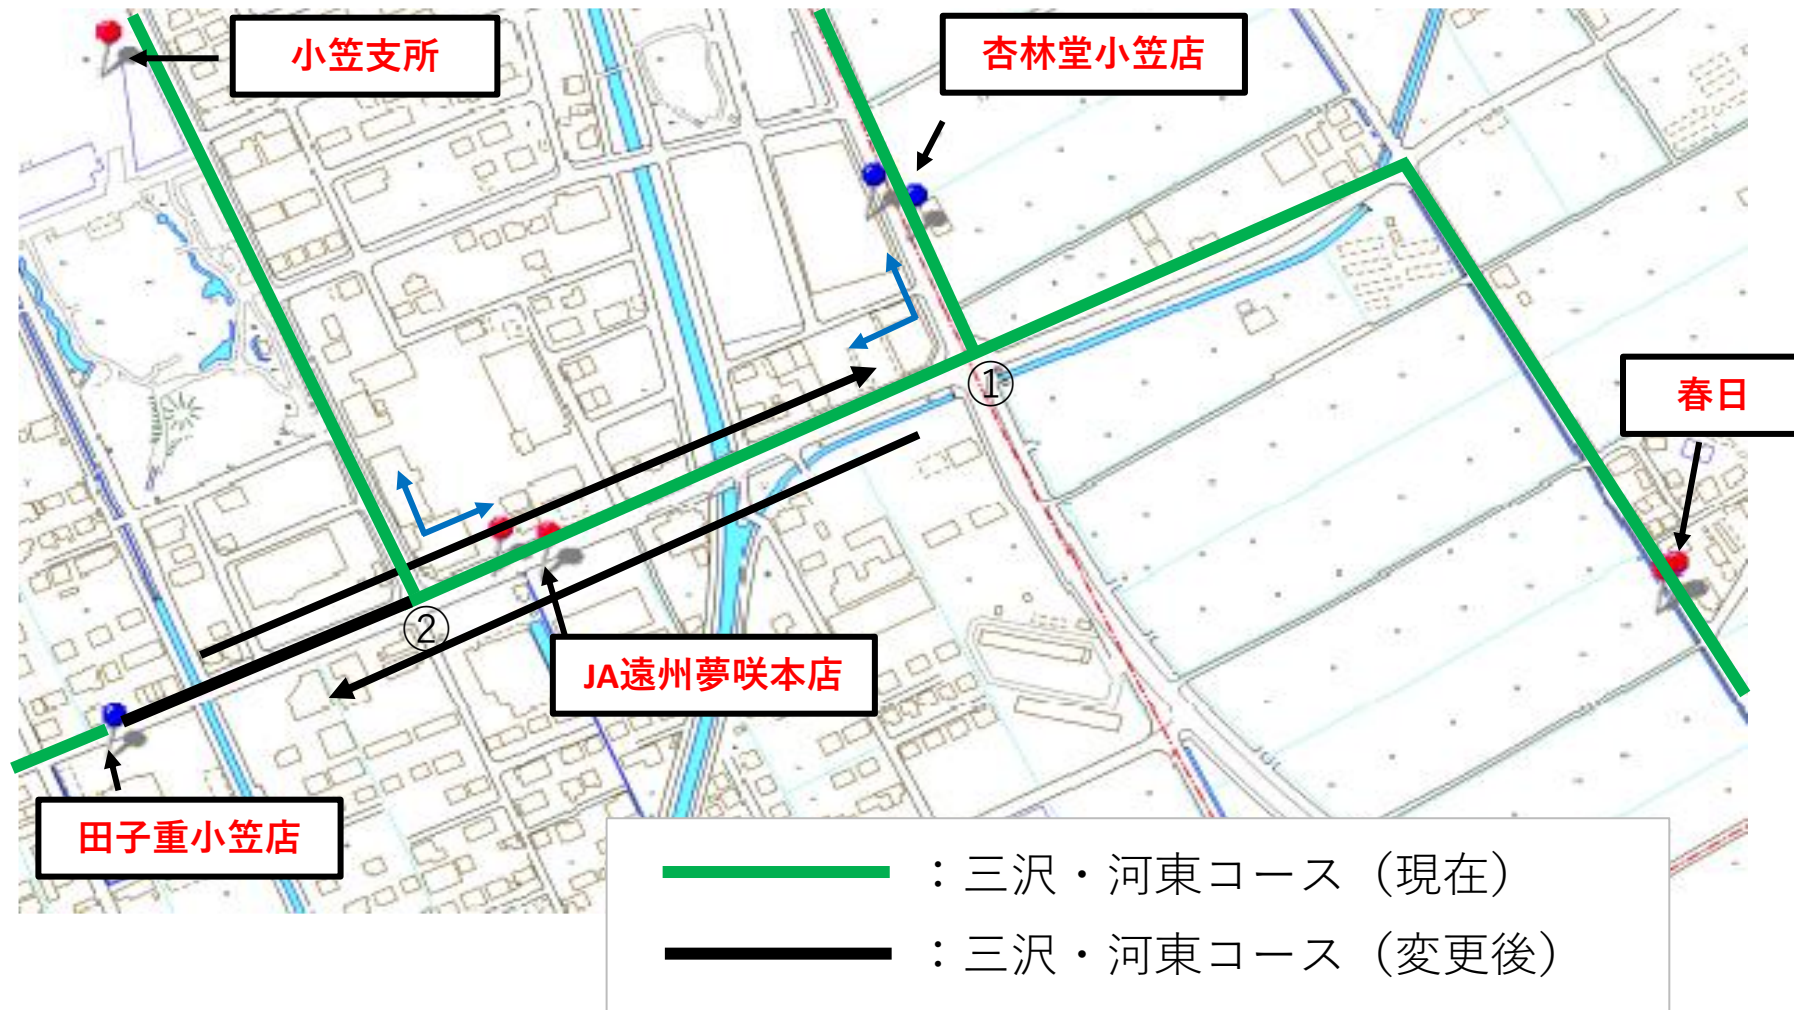 小笠支所
杏林堂小笠店
①
春日
②
JA遠州夢咲本店
田子重小笠店
：三沢・河東コース（現在）
：三沢・河東コース（変更後）